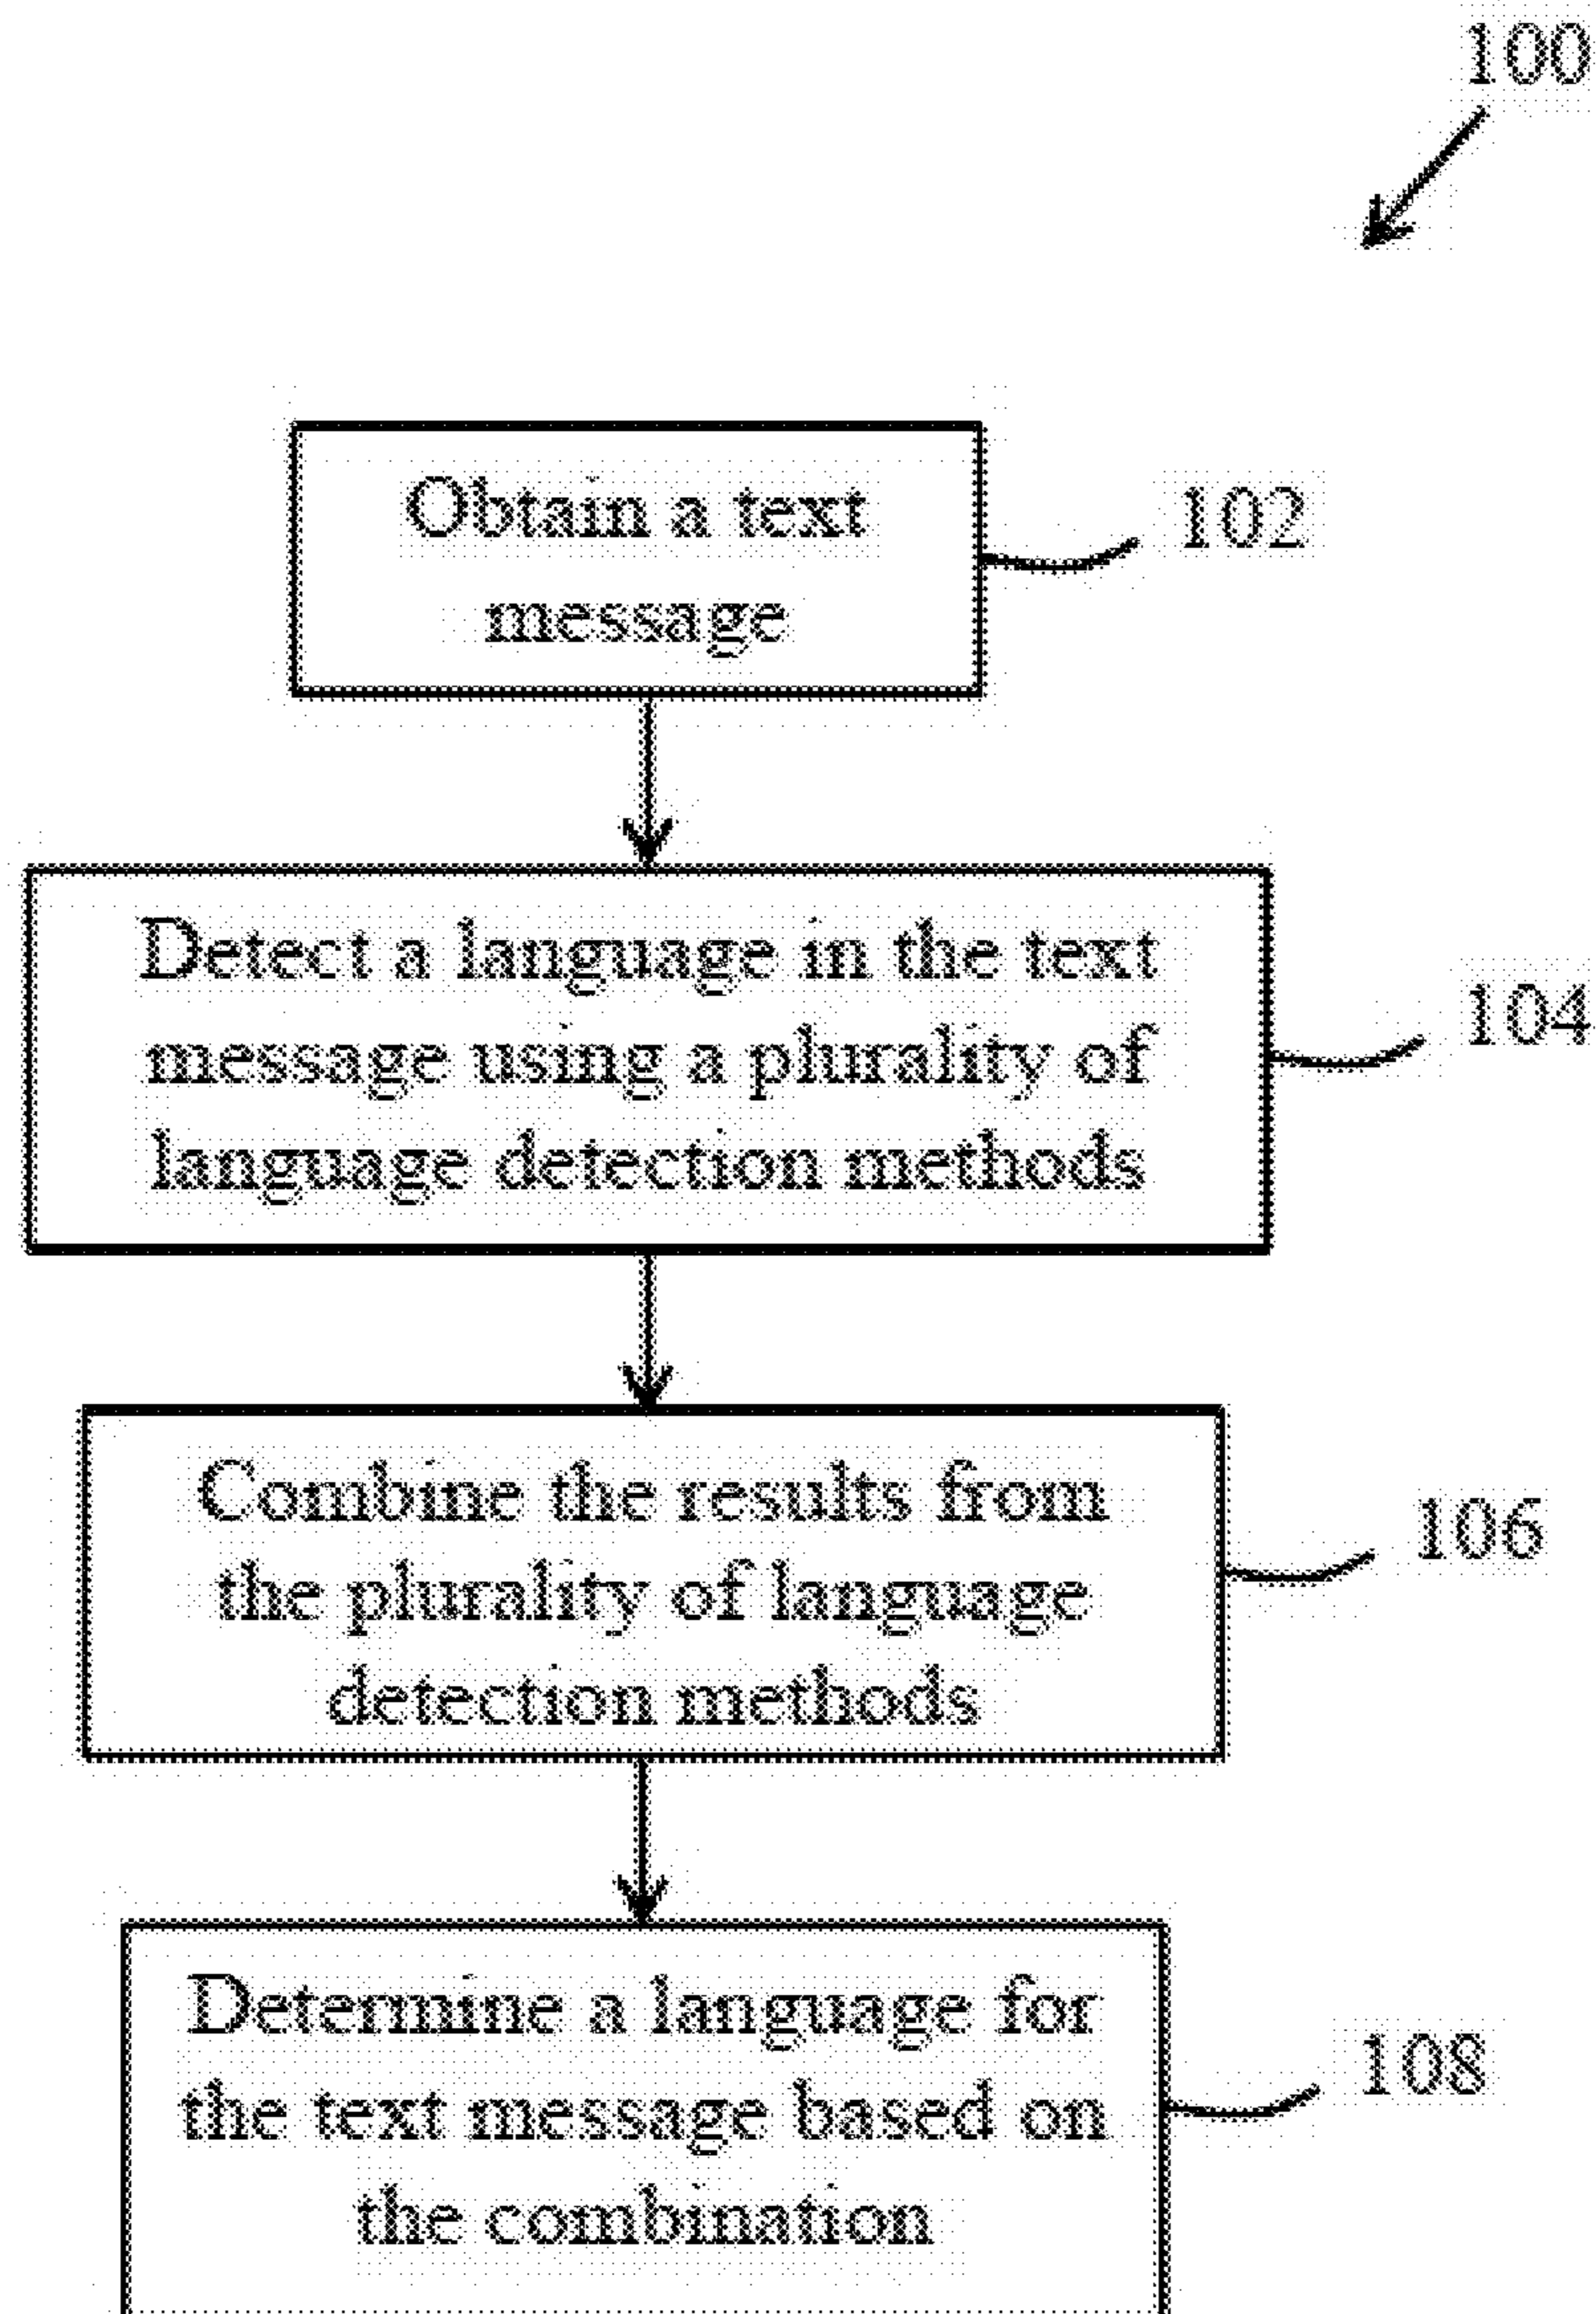 100
Obtain a text
message
102
Detect a language in the text
message using a plurality of
language detection methods
104
Combine the results from
the plurality of language
detection methods
106
Determine a language for
the text message based on
the combination
108